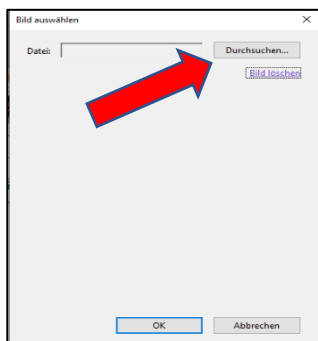 Bild auswählen
Datei: Durchsuchen...
Bild löschen
OK Abbrechen